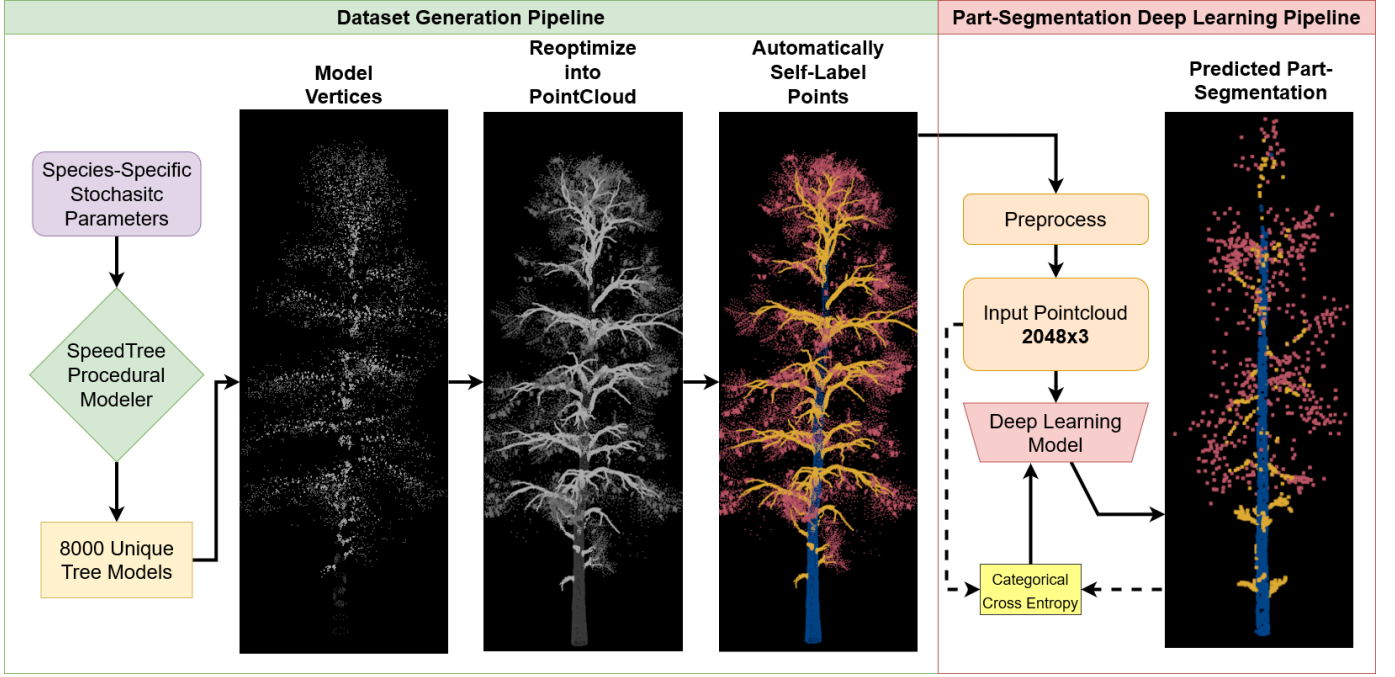 Dataset Generation Pipeline
Part-Segmentation Deep Learning Pipeline
Species-Specific
Stochasitc
Parameters
SpeedTree
Procedural
Modeler
8000 Unique
Tree Models
Model
Vertices
Reoptimize
into
PointCloud
Automatically
Self-Label
Points
Preprocess
Input Pointcloud
2048x3
Deep Learning
Model
Categorical
Cross Entropy
Predicted Part-
Segmentation